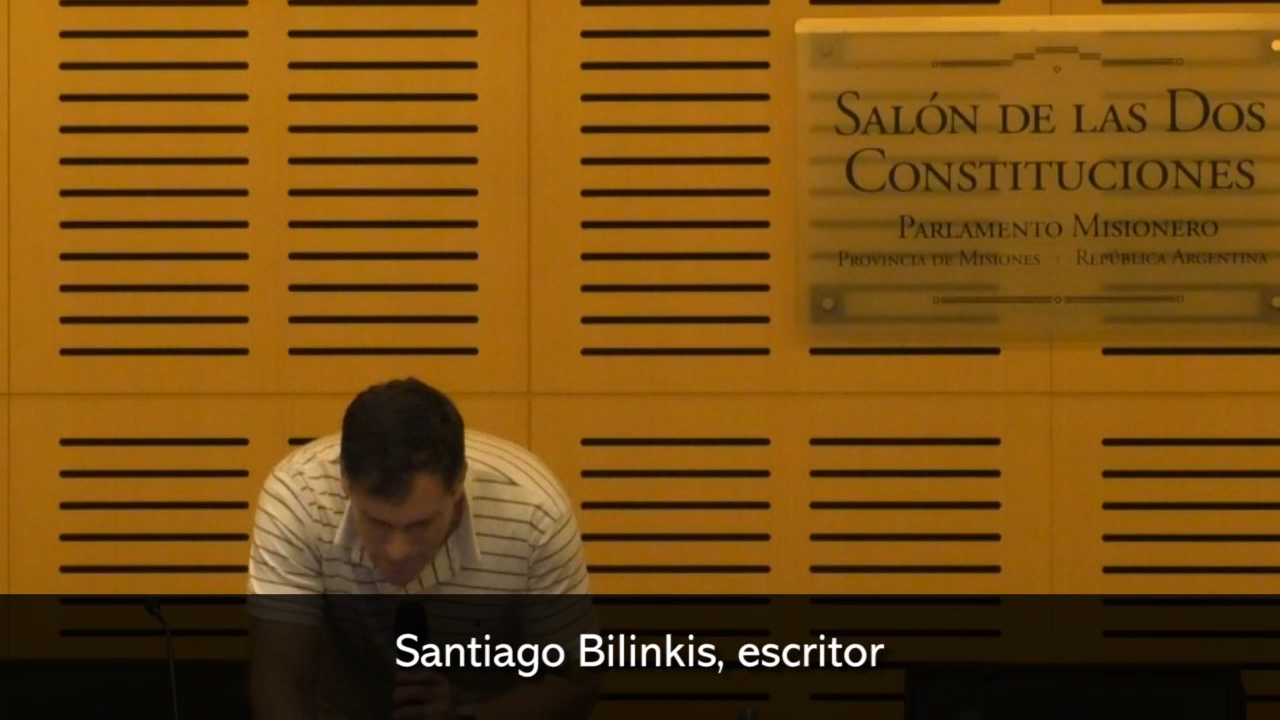 Salón de las Dos
Constituciones
Parlamento Misionero
Provincia de Misiones | República Argentina
Santiago Bilinkis, escritor